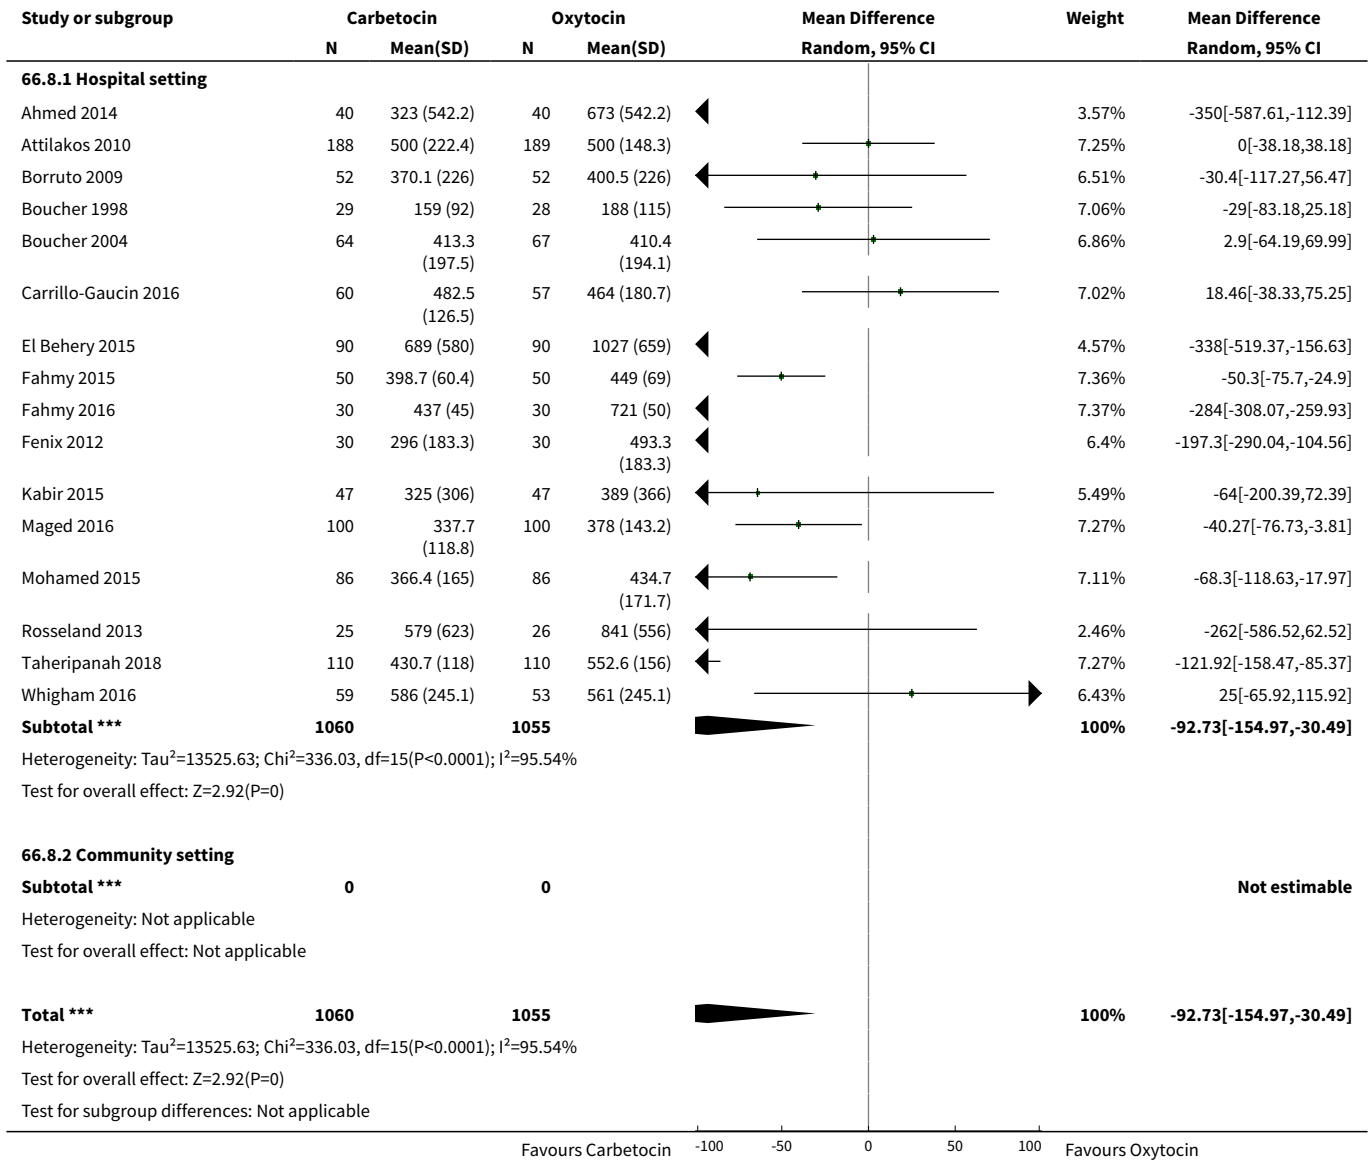 Study or subgroup Carbetocin Oxytocin Mean Difference Weight Mean Difference
N Mean(SD) N Mean(SD) Random, 95% CI Random, 95% CI
66.8.1 Hospital setting
Ahmed 2014 40 323 (542.2) 40 673 (542.2) 3.57% -350[-587.61,-112.39]
Attilakos 2010 188 500 (222.4) 189 500 (148.3) 7.25% 0[-38.18,38.18]
Borruto 2009 52 370.1 (226) 52 400.5 (226) 6.51% -30.4[-117.27,56.47]
Boucher 1998 29 159 (92) 28 188 (115) 7.06% -29[-83.18,25.18]
Boucher 2004 64 413.3 67 410.4 6.86% 2.9[-64.19,69.99]
(197.5) (194.1)
Carrillo-Gaucin 2016 60 482.5 57 464 (180.7) 7.02% 18.46[-38.33,75.25]
(126.5)
El Behery 2015 90 689 (580) 90 1027 (659) 4.57% -338[-519.37,-156.63]
Fahmy 2015 50 398.7 (60.4) 50 449 (69) 7.36% -50.3[-75.7,-24.9]
Fahmy 2016 30 437 (45) 30 721 (50) 7.37% -284[-308.07,-259.93]
Fenix 2012 30 296 (183.3) 30 493.3 6.4% -197.3[-290.04,-104.56]
(183.3)
Kabir 2015 47 325 (306) 47 389 (366) 5.49% -64[-200.39,72.39]
Maged 2016 100 337.7 100 378 (143.2) 7.27% -40.27[-76.73,-3.81]
(118.8)
Mohamed 2015 86 366.4 (165) 86 434.7 7.11% -68.3[-118.63,-17.97]
(171.7)
Rosseland 2013 25 579 (623) 26 841 (556) 2.46% -262[-586.52,62.52]
Taheripanah 2018 110 430.7 (118) 110 552.6 (156) 7.27% -121.92[-158.47,-85.37]
Whigham 2016 59 586 (245.1) 53 561 (245.1) 6.43% 25[-65.92,115.92]
Subtotal *** 1060 1055 100% -92.73[-154.97,-30.49]
Heterogeneity: Tau²=13525.63; Chi²=336.03, df=15(P<0.0001); I²=95.54%
Test for overall effect: Z=2.92(P=0)
66.8.2 Community setting
Subtotal *** 0 0 Not estimable
Heterogeneity: Not applicable
Test for overall effect: Not applicable
Total *** 1060 1055 100% -92.73[-154.97,-30.49]
Heterogeneity: Tau²=13525.63; Chi²=336.03, df=15(P<0.0001); I²=95.54%
Test for overall effect: Z=2.92(P=0)
Test for subgroup differences: Not applicable
Favours Carbetocin -100 -50 0 50 100 Favours Oxytocin